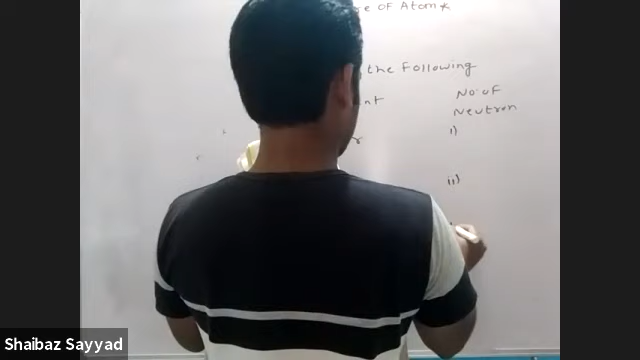 of Atom
the Following
No. of
Neutron
i)
ii)
Shaibaz Sayyad